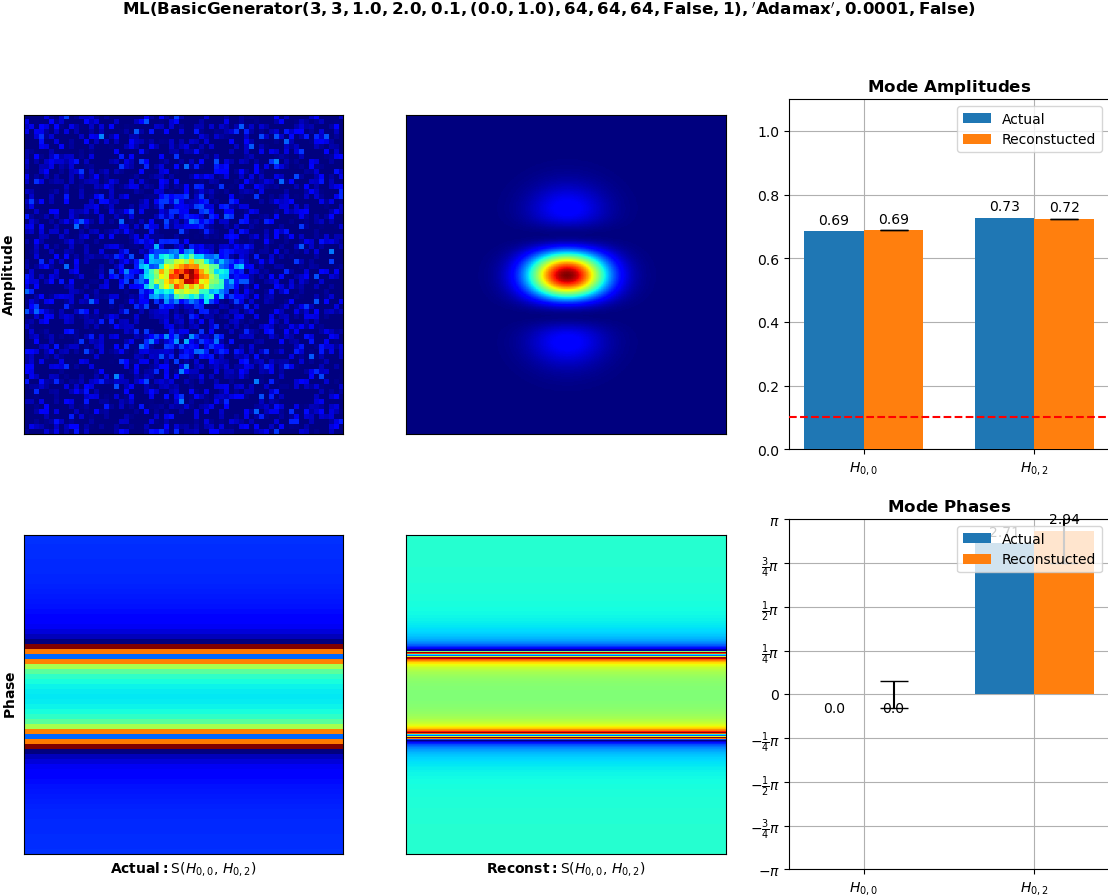 ML(BasicGenerator(3, 3, 1.0, 2.0, 0.1, (0.0, 1.0), 64, 64, 64, False, 1), ′Adamax′, 0.0001, False)
Amplitude
Mode Amplitudes
Actual
Reconstucted
1.0
0.8
0.6
0.4
0.2
0.0
0.69
0.69
0.73
0.72
H0,0
H0,2
Phase
Actual: S(H0,0, H0,2)
Reconst: S(H0,0, H0,2)
Mode Phases
Actual
Reconstucted
π
3/4π
1/2π
1/4π
0
−1/4π
−1/2π
−3/4π
−π
0.0
0.0
2.71
2.94
H0,0
H0,2